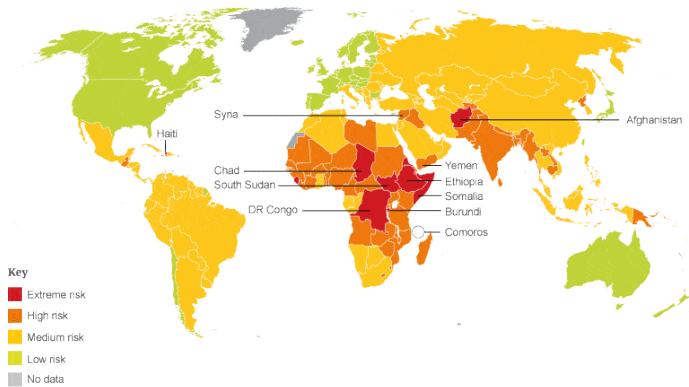 Syria
Afghanistan
Haiti
Yemen
Chad
Ethiopia
South Sudan
Somalia
DR Congo
Burundi
Comoros
Key
Extreme risk
High risk
Medium risk
Low risk
No data